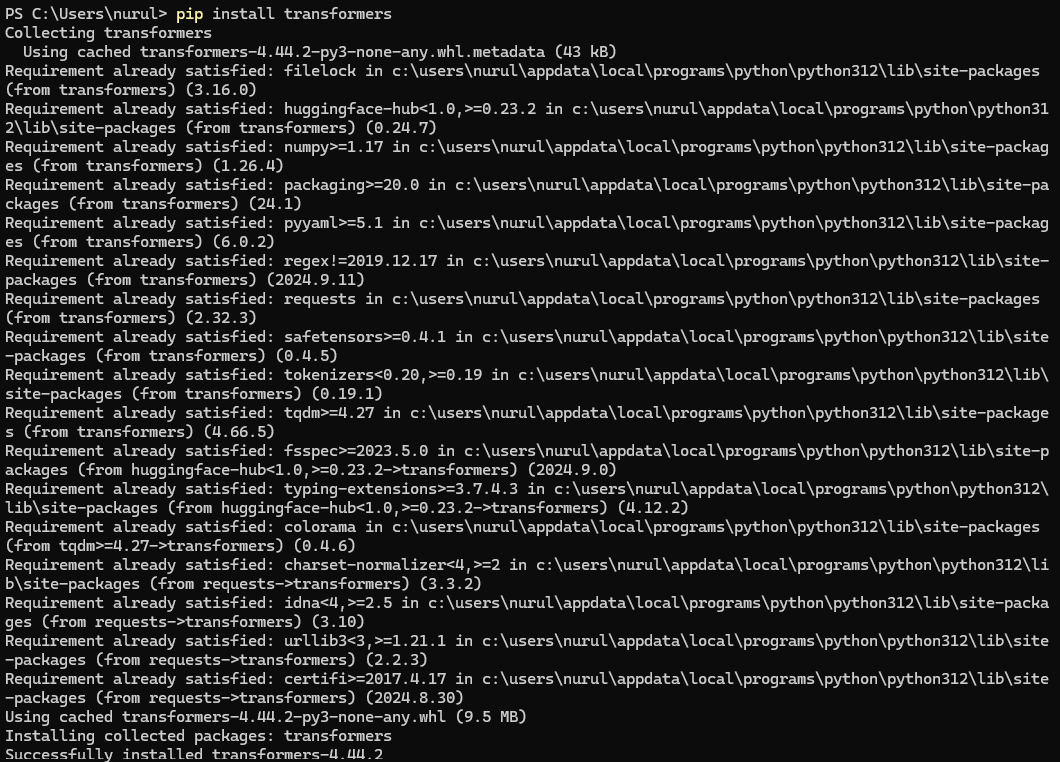 PS C:\Users\nurul> pip install transformers
Collecting transformers
  Using cached transformers-4.44.2-py3-none-any.whl.metadata (43 kB)
Requirement already satisfied: filelock in c:\users\nurul\appdata\local\programs\python\python312\lib\site-packages
(from transformers) (3.16.0)
Requirement already satisfied: huggingface-hub<1.0,>=0.23.2 in c:\users\nurul\appdata\local\programs\python\python31
2\lib\site-packages (from transformers) (0.24.7)
Requirement already satisfied: numpy>=1.17 in c:\users\nurul\appdata\local\programs\python\python312\lib\site-packag
es (from transformers) (1.26.4)
Requirement already satisfied: packaging>=20.0 in c:\users\nurul\appdata\local\programs\python\python312\lib\site-pa
ckages (from transformers) (24.1)
Requirement already satisfied: pyyaml>=5.1 in c:\users\nurul\appdata\local\programs\python\python312\lib\site-packag
es (from transformers) (6.0.2)
Requirement already satisfied: regex!=2019.12.17 in c:\users\nurul\appdata\local\programs\python\python312\lib\site-
packages (from transformers) (2024.9.11)
Requirement already satisfied: requests in c:\users\nurul\appdata\local\programs\python\python312\lib\site-packages
(from transformers) (2.32.3)
Requirement already satisfied: safetensors>=0.4.1 in c:\users\nurul\appdata\local\programs\python\python312\lib\site
-packages (from transformers) (0.4.5)
Requirement already satisfied: tokenizers<0.20,>=0.19 in c:\users\nurul\appdata\local\programs\python\python312\lib\
site-packages (from transformers) (0.19.1)
Requirement already satisfied: tqdm>=4.27 in c:\users\nurul\appdata\local\programs\python\python312\lib\site-package
s (from transformers) (4.66.5)
Requirement already satisfied: fsspec>=2023.5.0 in c:\users\nurul\appdata\local\programs\python\python312\lib\site-p
ackages (from huggingface-hub<1.0,>=0.23.2->transformers) (2024.9.0)
Requirement already satisfied: typing-extensions>=3.7.4.3 in c:\users\nurul\appdata\local\programs\python\python312\
lib\site-packages (from huggingface-hub<1.0,>=0.23.2->transformers) (4.12.2)
Requirement already satisfied: colorama in c:\users\nurul\appdata\local\programs\python\python312\lib\site-packages
(from tqdm>=4.27->transformers) (0.4.6)
Requirement already satisfied: charset-normalizer<4,>=2 in c:\users\nurul\appdata\local\programs\python\python312\li
b\site-packages (from requests->transformers) (3.3.2)
Requirement already satisfied: idna<4,>=2.5 in c:\users\nurul\appdata\local\programs\python\python312\lib\site-packa
ges (from requests->transformers) (3.10)
Requirement already satisfied: urllib3<3,>=1.21.1 in c:\users\nurul\appdata\local\programs\python\python312\lib\site
-packages (from requests->transformers) (2.2.3)
Requirement already satisfied: certifi>=2017.4.17 in c:\users\nurul\appdata\local\programs\python\python312\lib\site
-packages (from requests->transformers) (2024.8.30)
Using cached transformers-4.44.2-py3-none-any.whl (9.5 MB)
Installing collected packages: transformers
Successfully installed transformers-4.44.2